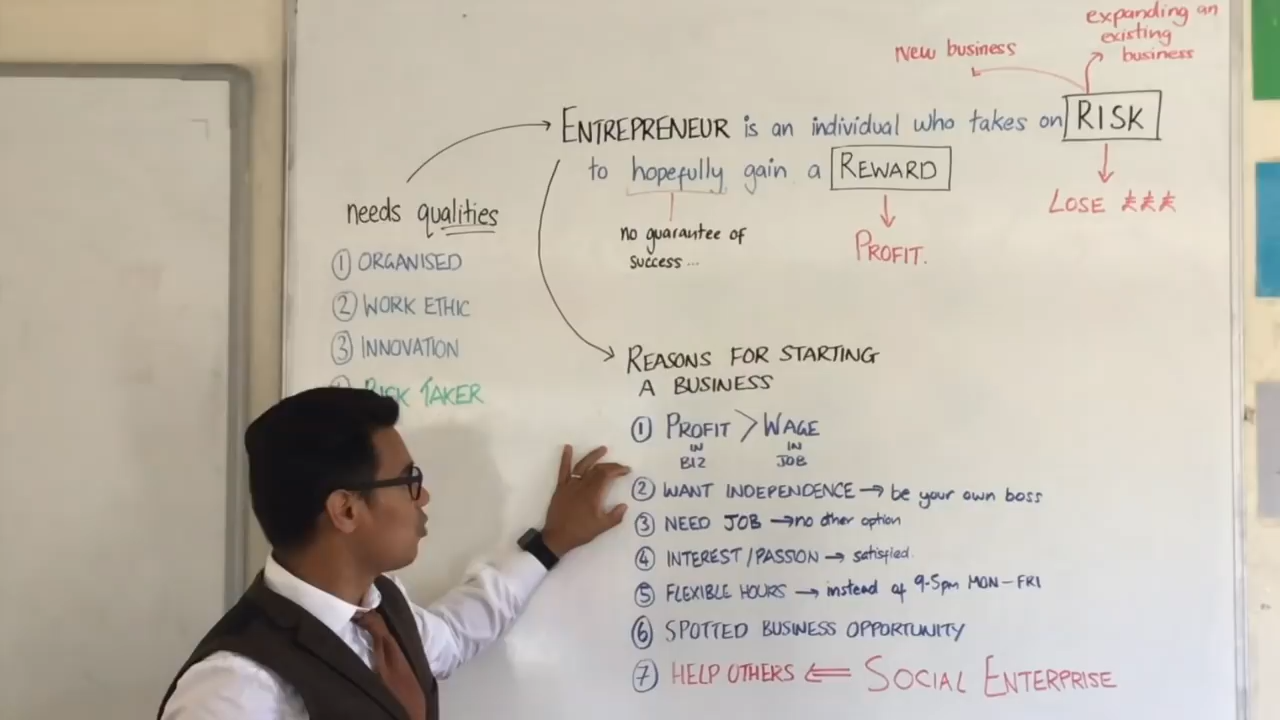 expanding an
existing
business
New business
ENTREPRENEUR is an individual who takes on RISK
to hopefully gain a REWARD
LOSE
no guarantee of
success...
PROFIT.
needs qualities
① ORGANISED
② WORK ETHIC
③ INNOVATION
RISK TAKER
REASONS FOR STARTING
A BUSINESS
① PROFIT > WAGE
IN IN
BIZ JOB
② WANT INDEPENDENCE → be your own boss
③ NEED JOB → no other option
④ INTEREST/PASSION → satisfied.
⑤ FLEXIBLE HOURS → instead of 9-5pm MON-FRI
⑥ SPOTTED BUSINESS OPPORTUNITY
⑦ HELP OTHERS ⇐ SOCIAL ENTERPRISE